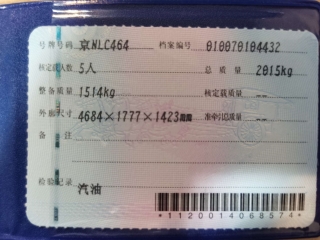 号牌号码 京NLC464 档案编号 010070104432
核定载人数 5人 总质量 2015kg
整备质量 1514kg 核定载质量 --
外廓尺寸 4684×1777×1423mm 准牵引总质量 --
备注
检验记录 汽油
*1120014068574*